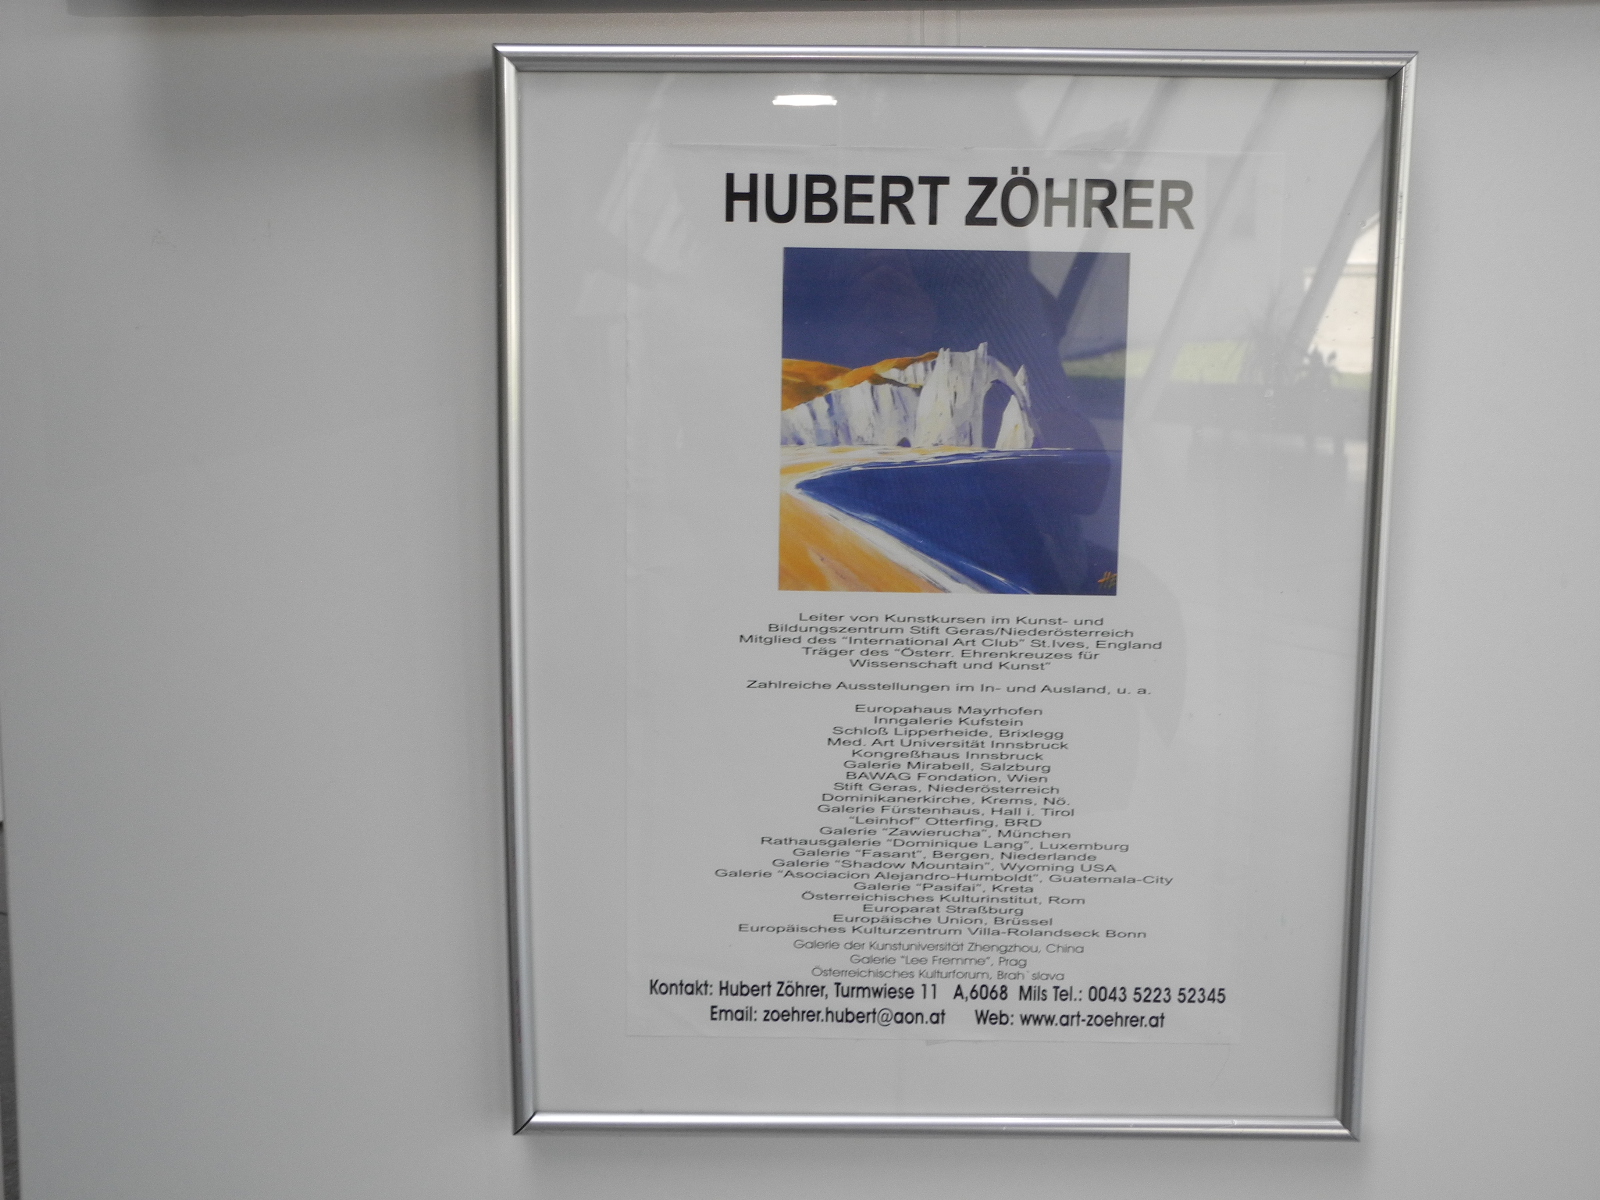 HUBERT ZÖHRER
Leiter von Kunstkursen im Kunst- und
Bildungszentrum Stift Geras/Niederösterreich
Mitglied des "International Art Club" St.Ives, England
Träger des "Österr. Ehrenkreuzes für
Wissenschaft und Kunst"
Zahlreiche Ausstellungen im In- und Ausland, u. a.
Europahaus Mayrhofen
Inngalerie Kufstein
Schloß Lipperheide, Brixlegg
Med. Art Universität Innsbruck
Kongreßhaus Innsbruck
Galerie Mirabell, Salzburg
BAWAG Fondation, Wien
Stift Geras, Niederösterreich
Dominikanerkirche, Krems, Nö.
Galerie Fürstenhaus, Hall i. Tirol
"Leinhof" Otterfing, BRD
Galerie "Zawierucha", München
Rathausgalerie "Dominique Lang", Luxemburg
Galerie "Fasant", Bergen, Niederlande
Galerie "Shadow Mountain", Wyoming USA
Galerie "Asociacion Alejandro-Humboldt", Guatemala-City
Galerie "Pasifai", Kreta
Österreichisches Kulturinstitut, Rom
Europarat Straßburg
Europäische Union, Brüssel
Europäisches Kulturzentrum Villa-Rolandseck Bonn
Galerie der Kunstuniversität Zhengzhou, China
Galerie "Lee Fremme", Prag
Österreichisches Kulturforum, Brah´slava
Kontakt: Hubert Zöhrer, Turmwiese 11 A,6068 Mils Tel.: 0043 5223 52345
Email: zoehrer.hubert@aon.at Web: www.art-zoehrer.at